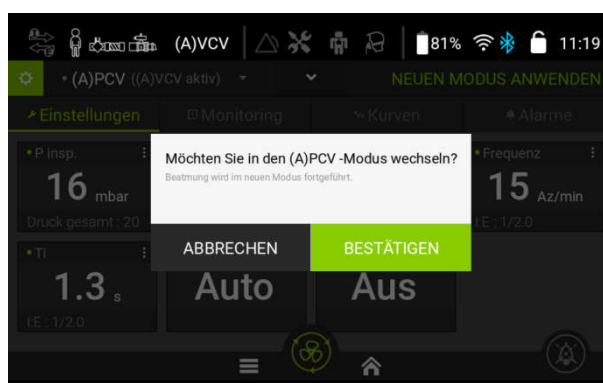 (A)VCV 81% 11:19
• (A)PCV ((A)VCV aktiv) NEUEN MODUS ANWENDEN
Einstellungen Monitoring Kurven Alarme
P insp.
16 mbar
Druck gesamt : 20
Möchten Sie in den (A)PCV -Modus wechseln?
Beatmung wird im neuen Modus fortgeführt.
ABBRECHEN BESTÄTIGEN
Frequenz
15 Az/min
I:E : 1/2.0
Ti
1.3 s
I:E : 1/2.0
Auto
Aus